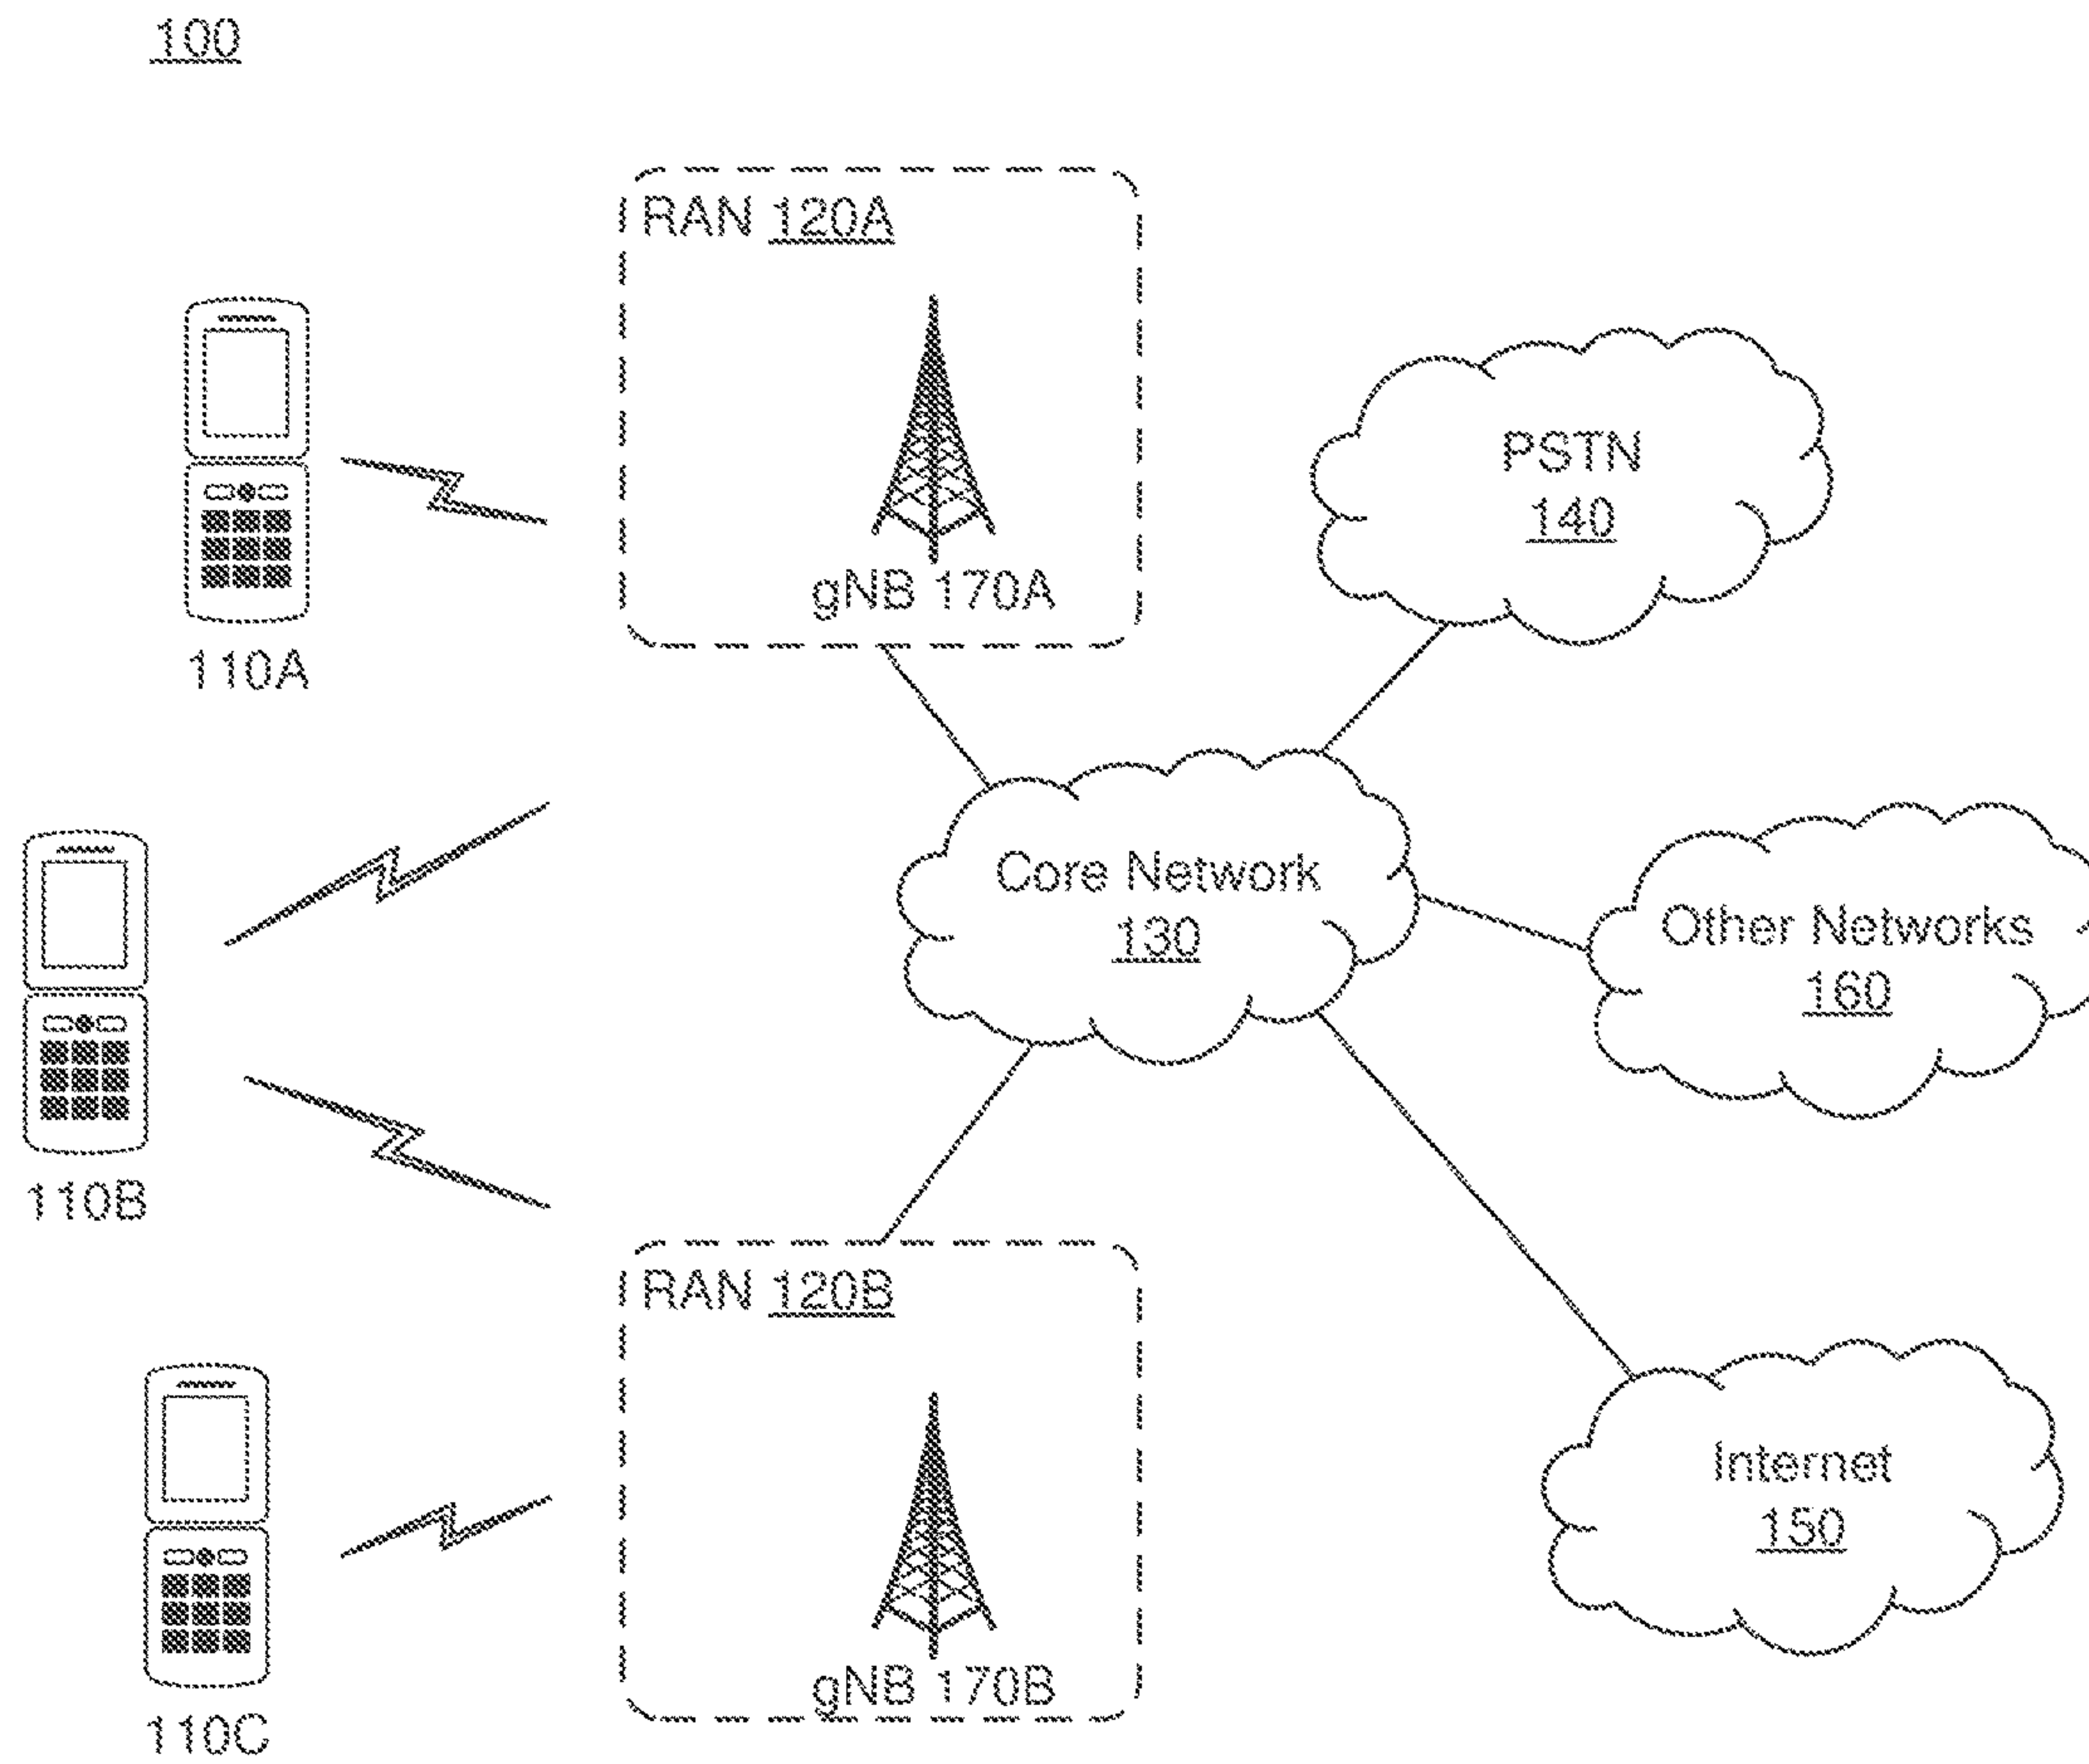 100
RAN 120A
gNB 170A
110A
PSTN
140
Core Network
130
Other Networks
160
110B
RAN 120B
gNB 170B
Internet
150
110C